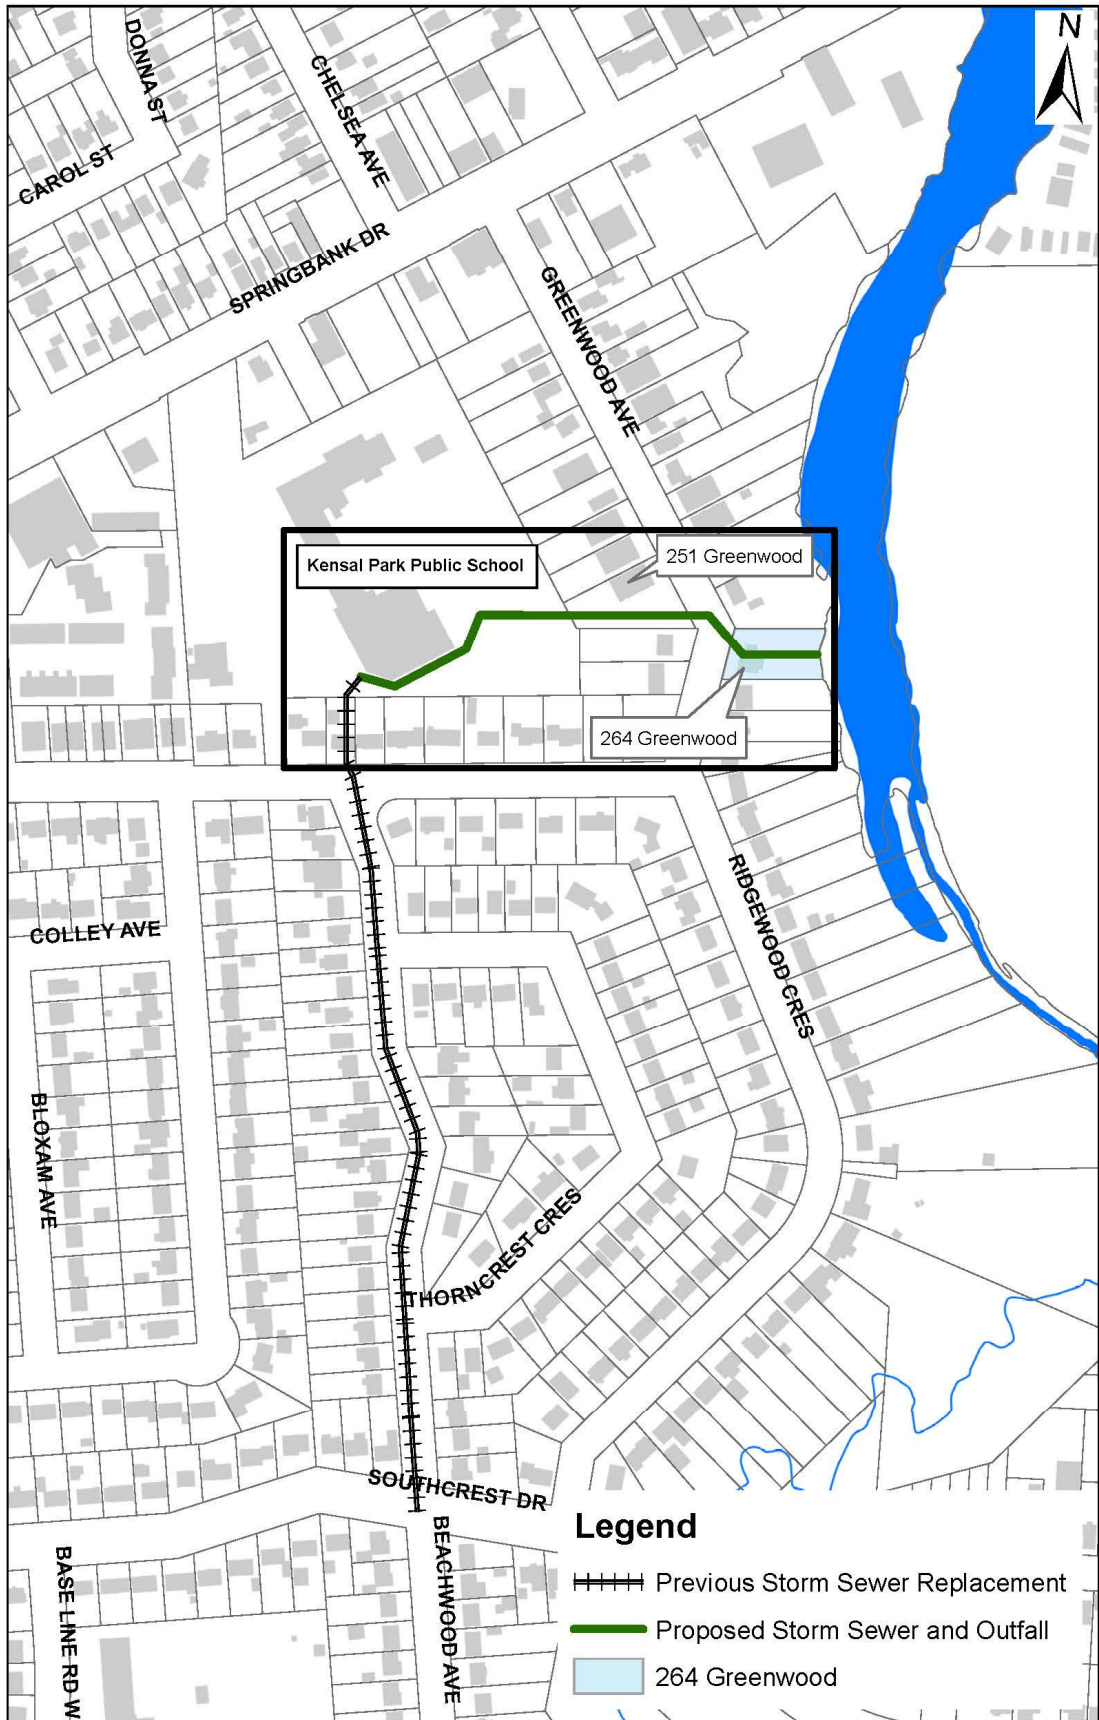 N
DONNA ST
CHELSEA AVE
CAROL ST
SPRINGBANK DR
GREENWOOD AVE
Kensal Park Public School
251 Greenwood
264 Greenwood
RIDGEWOOD CRES
COLLEY AVE
BLOXAM AVE
THORNCREST CRES
SOUTHCREST DR
BASE LINE RD W
BEACHWOOD AVE
Legend
Previous Storm Sewer Replacement
Proposed Storm Sewer and Outfall
264 Greenwood